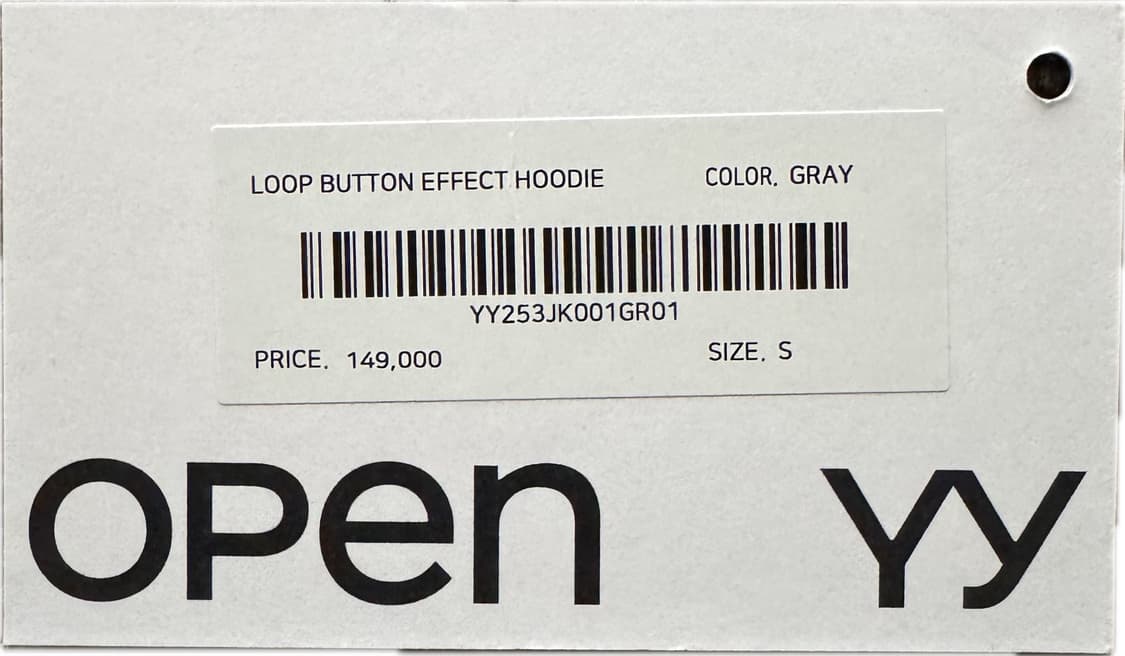 LOOP BUTTON EFFECT HOODIE COLOR. GRAY
YY253JK001GR01
PRICE. 149,000 SIZE. S
OPEN YY